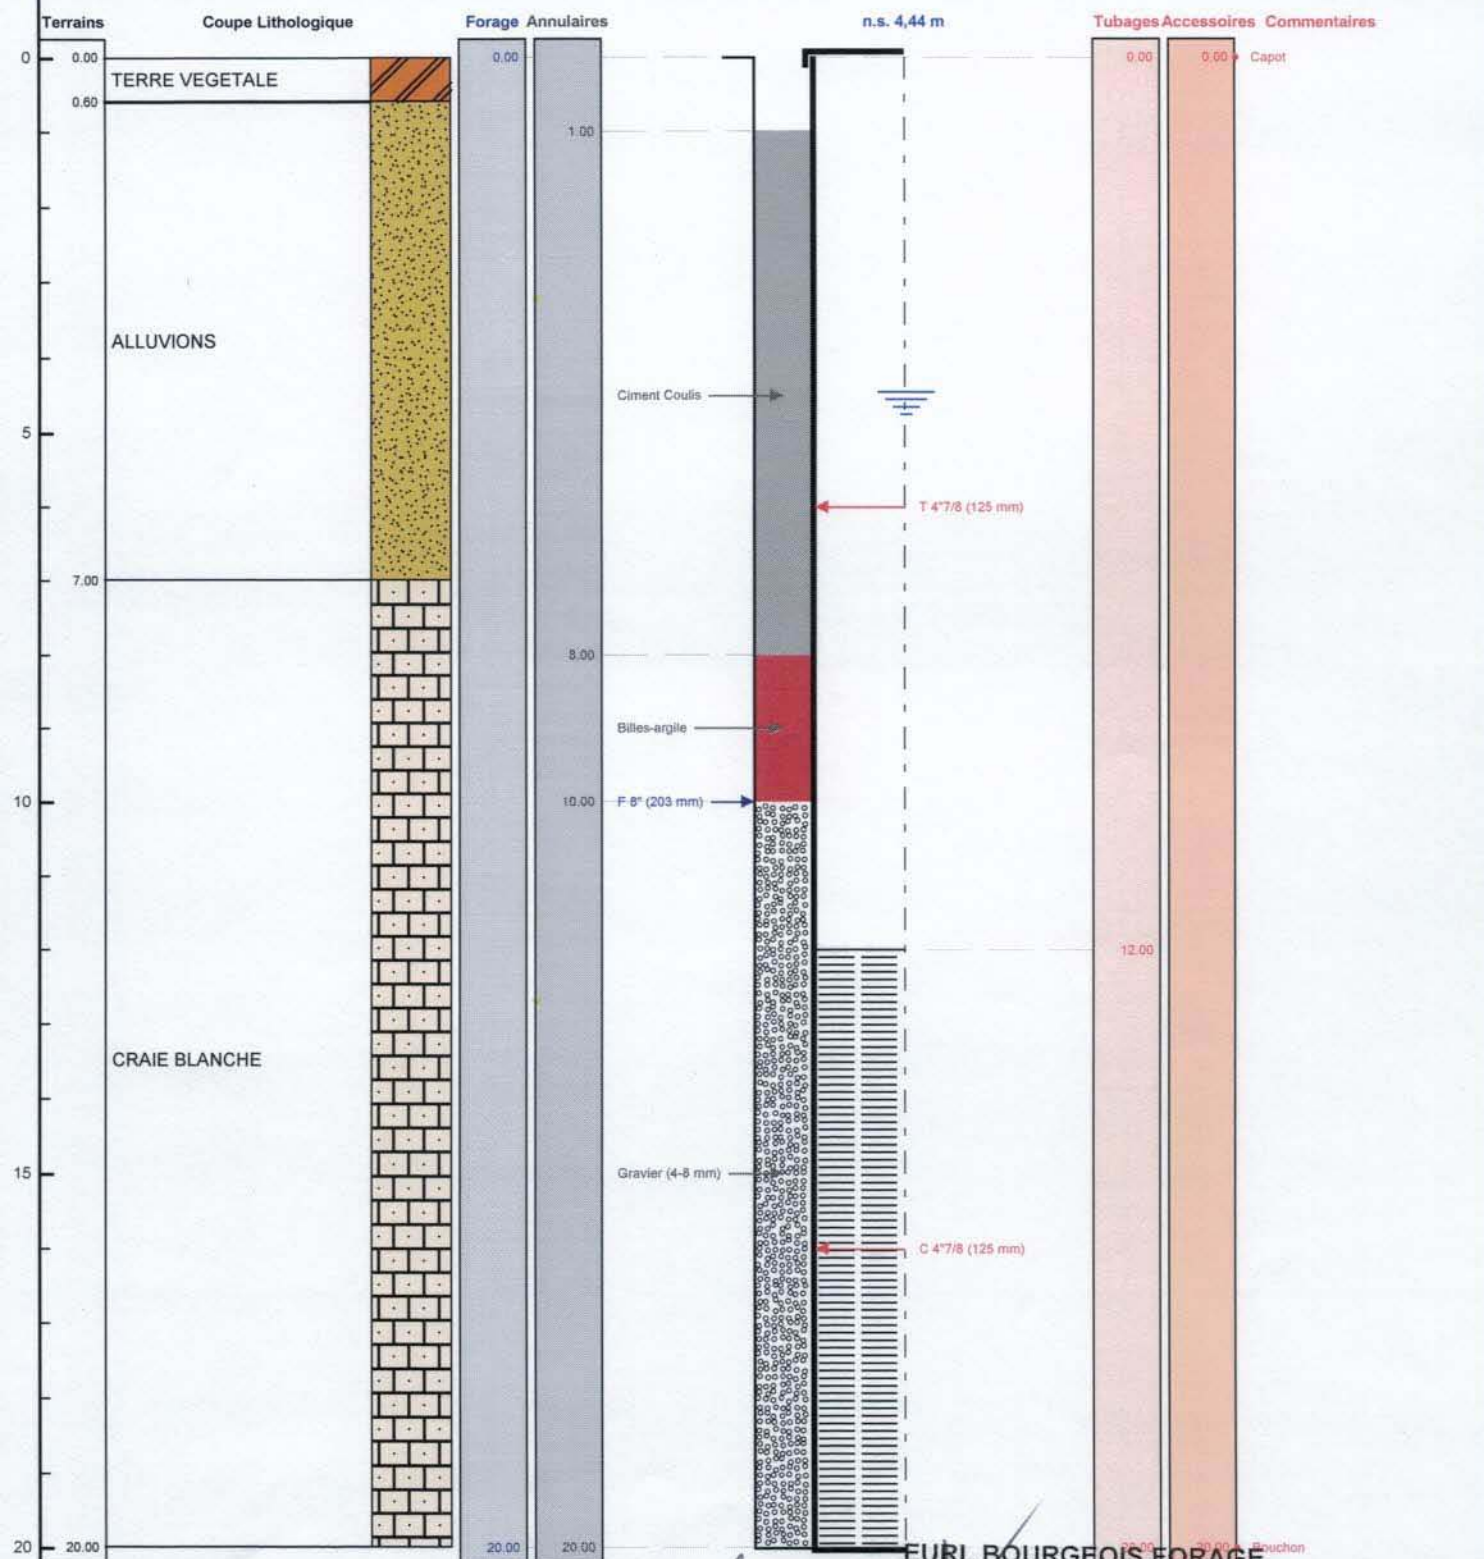 Terrains Coupe Lithologique Forage Annulaires n.s. 4,44 m Tubages Accessoires Commentaires
0 0.00 0.00 0.00 0.00 Capot
TERRE VEGETALE
0.60
1.00
ALLUVIONS
Ciment Coulis
5
T 4"7/8 (125 mm)
7.00
8.00
Billes-argile
10 10.00 F 8" (203 mm)
12.00
CRAIE BLANCHE
15 Gravier (4-8 mm)
C 4"7/8 (125 mm)
20 20.00 20.00 20.00 20.00 20.00 Bouchon
EURL BOURGEOIS FORAGE